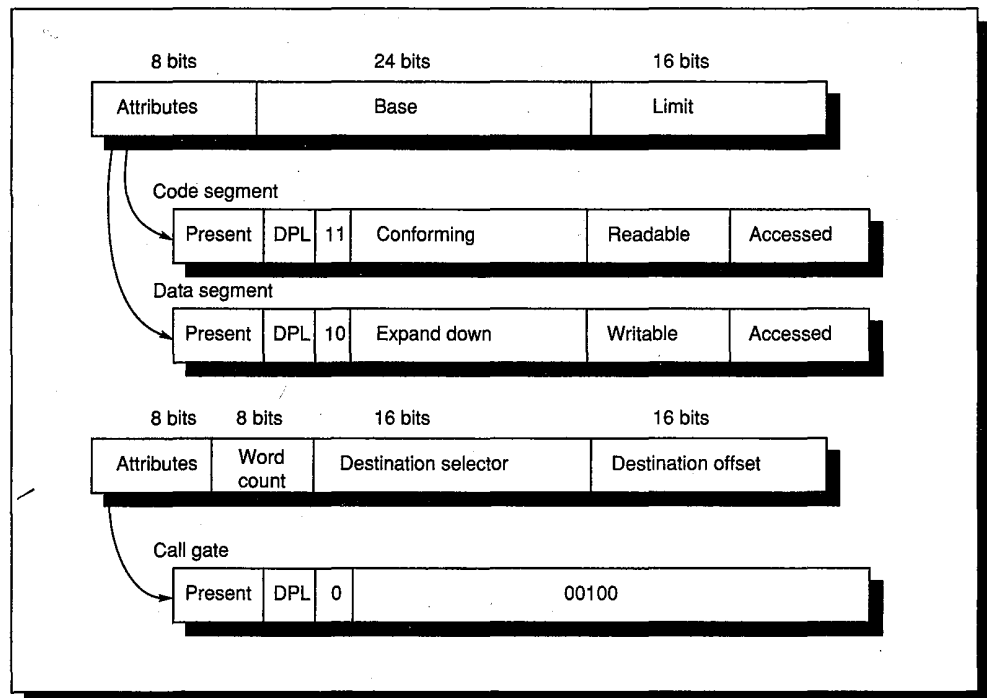 8 bits 24 bits 16 bits
Attributes Base Limit
Code segment
Present DPL 11 Conforming Readable Accessed
Data segment
Present DPL 10 Expand down Writable Accessed
8 bits 8 bits 16 bits 16 bits
Attributes Word count Destination selector Destination offset
Call gate
Present DPL 0 00100